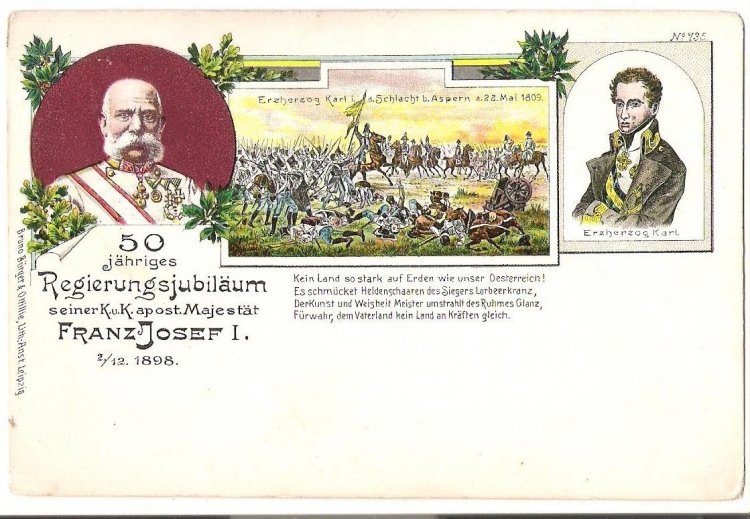 No 735
Erzherzog Karl i. d. Schlacht b. Aspern a. 22. Mai 1809.
Erzherzog Karl.
50
jähriges
Regierungsjubiläum
seiner K.u.K. apost. Majestät
FRANZ JOSEF I.
2/12. 1898.
Kein Land so stark auf Erden wie unser Oesterreich!
Es schmücket Heldenschaaren des Siegers Lorbeerkranz,
Der Kunst und Weisheit Meister umstrahlt des Ruhmes Glanz,
Fürwahr, dem Vaterland kein Land an Kräften gleich.
Bruno Bürger & Ottillie, Lith. Anst. Leipzig